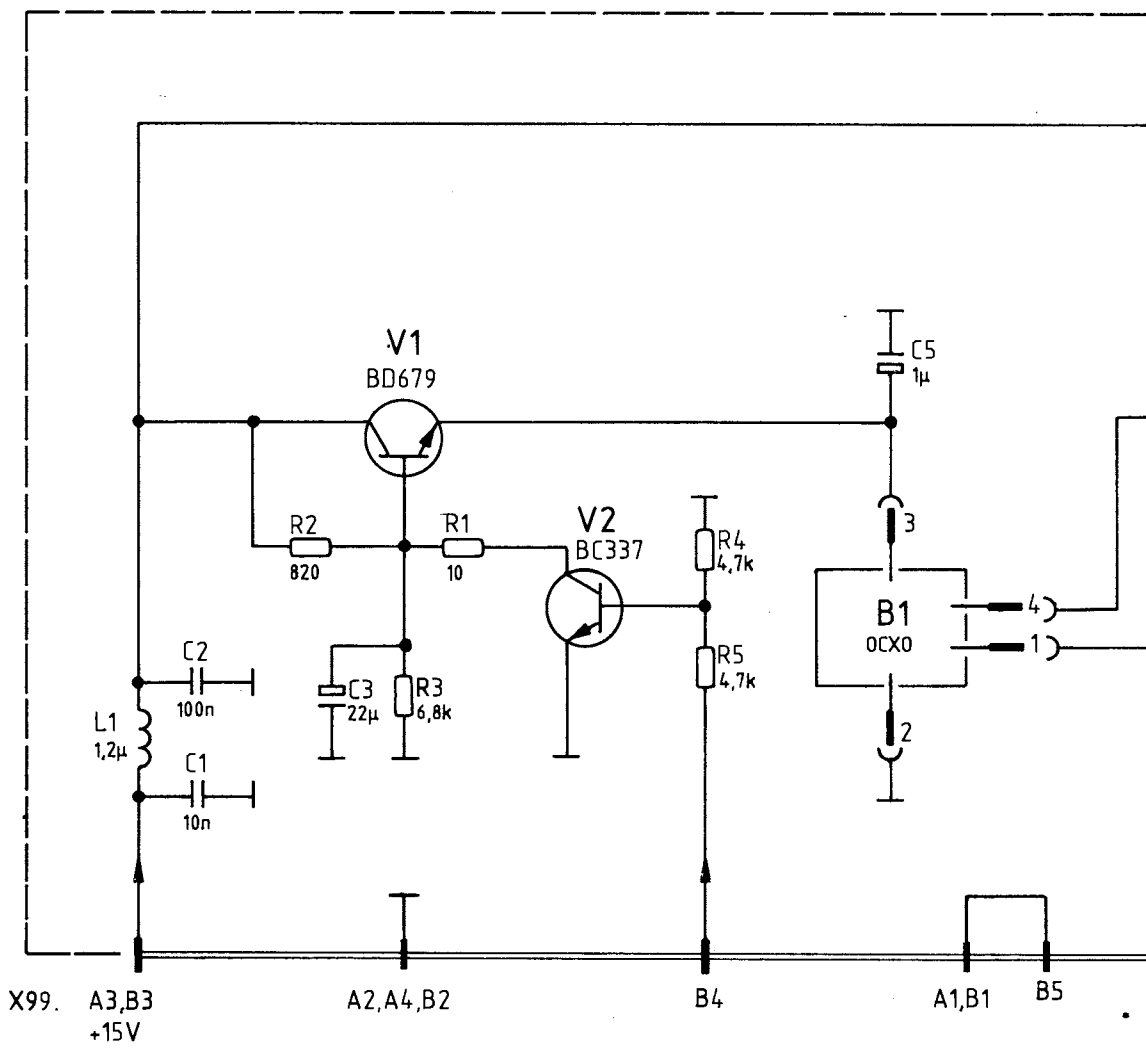 V1
BD679
C5
1µ
R2
820
R1
10
V2
BC337
R4
4,7k
3
B1
OCXO
4
1
C2
100n
C3
22µ
R3
6,8k
R5
4,7k
2
L1
1,2µ
C1
10n
X99. A3,B3 A2,A4,B2 B4 A1,B1 B5
+15V